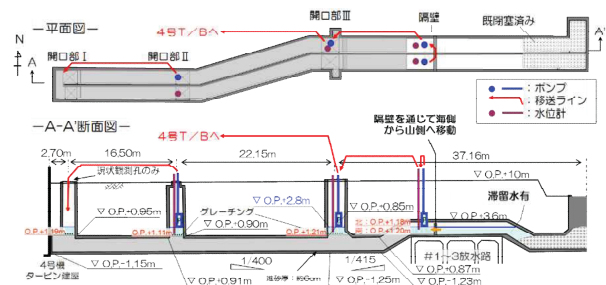 ―平面図―
開口部Ⅰ
開口部Ⅱ
4号T/Bへ
開口部Ⅲ
隔壁
既閉塞済み
N
A
A'
―A-A'断面図―
4号T/Bへ
：ポンプ
：移送ライン
：水位計
隔壁を通じて海側
から山側へ移動
2.70m
16.50m
22.15m
37.16m
現状観測孔のみ
▽O.P.+10m
▽O.P.+0.95m
グレーチング
▽O.P.+2.8m
▽O.P.+0.85m
滞留水有
▽O.P.+3.6m
▽O.P.+0.90m
O.P.+1.11m
O.P.+1.21m
：O.P.+1.18m
：O.P.+1.20m
4号機
タービン建屋
▽O.P.-1.15m
▽O.P.+0.91m
1/400
1/415
▽O.P.-1.25m
#1～3放水路
▽O.P.+0.87m
▽O.P.-1.23m